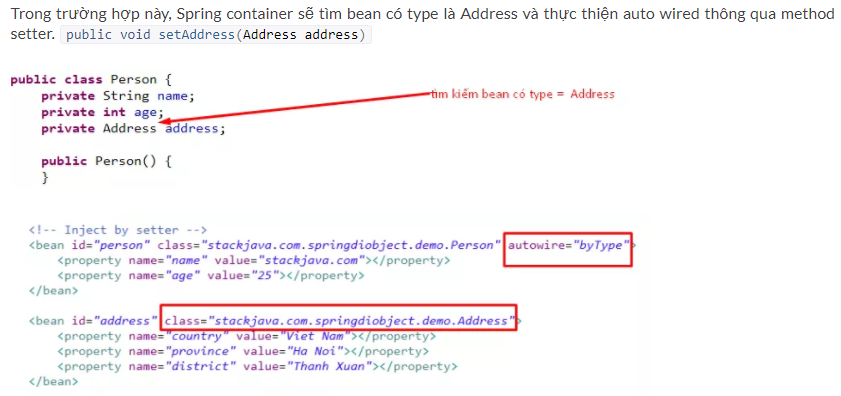 Trong trường hợp này, Spring container sẽ tìm bean có type là Address và thực thiện auto wired thông qua method
setter. public void setAddress(Address address)
public class Person {
private String name;
tìm kiếm bean có type = Address
private int age;
private Address address;
public Person() {
}
<!-- Inject by setter -->
<bean id="person" class="stackjava.com.springdiobject.demo.Person" autowire="byType">
<property name="name" value="stackjava.com"></property>
<property name="age" value="25"></property>
</bean>
<bean id="address" class="stackjava.com.springdiobject.demo.Address">
<property name="country" value="Viet Nam"></property>
<property name="province" value="Ha Noi"></property>
<property name="district" value="Thanh Xuan"></property>
</bean>